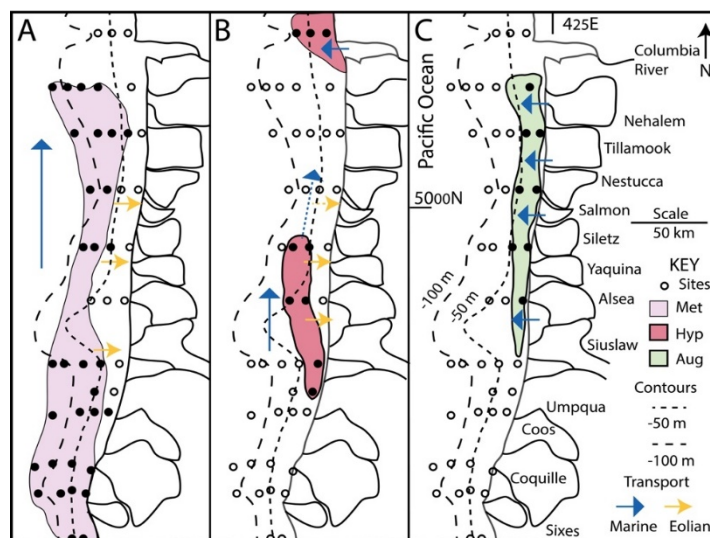 A
B
C
425E
N
Pacific Ocean
5000N
Columbia
River
Nehalem
Tillamook
Nestucca
Salmon
Siletz
Yaquina
Alsea
Siuslaw
Umpqua
Coos
Coquille
Sixes
-100 m
-50 m
Scale
50 km
KEY
Sites
Met
Hyp
Aug
Contours
-50 m
-100 m
Transport
Marine
Eolian